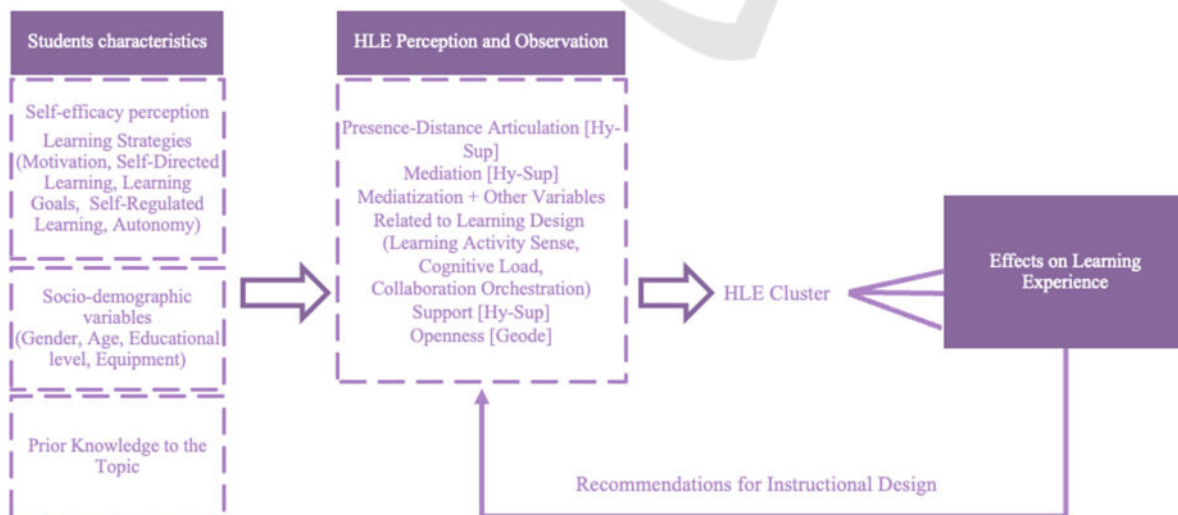 Students characteristics
Self-efficacy perception
Learning Strategies
(Motivation, Self-Directed
Learning, Learning
Goals, Self-Regulated
Learning, Autonomy)
Socio-demographic
variables
(Gender, Age, Educational
level, Equipment)
Prior Knowledge to the
Topic
HLE Perception and Observation
Presence-Distance Articulation [Hy-
Sup]
Mediation [Hy-Sup]
Mediatization + Other Variables
Related to Learning Design
(Learning Activity Sense,
Cognitive Load,
Collaboration Orchestration)
Support [Hy-Sup]
Openness [Geode]
HLE Cluster
Effects on Learning
Experience
Recommendations for Instructional Design